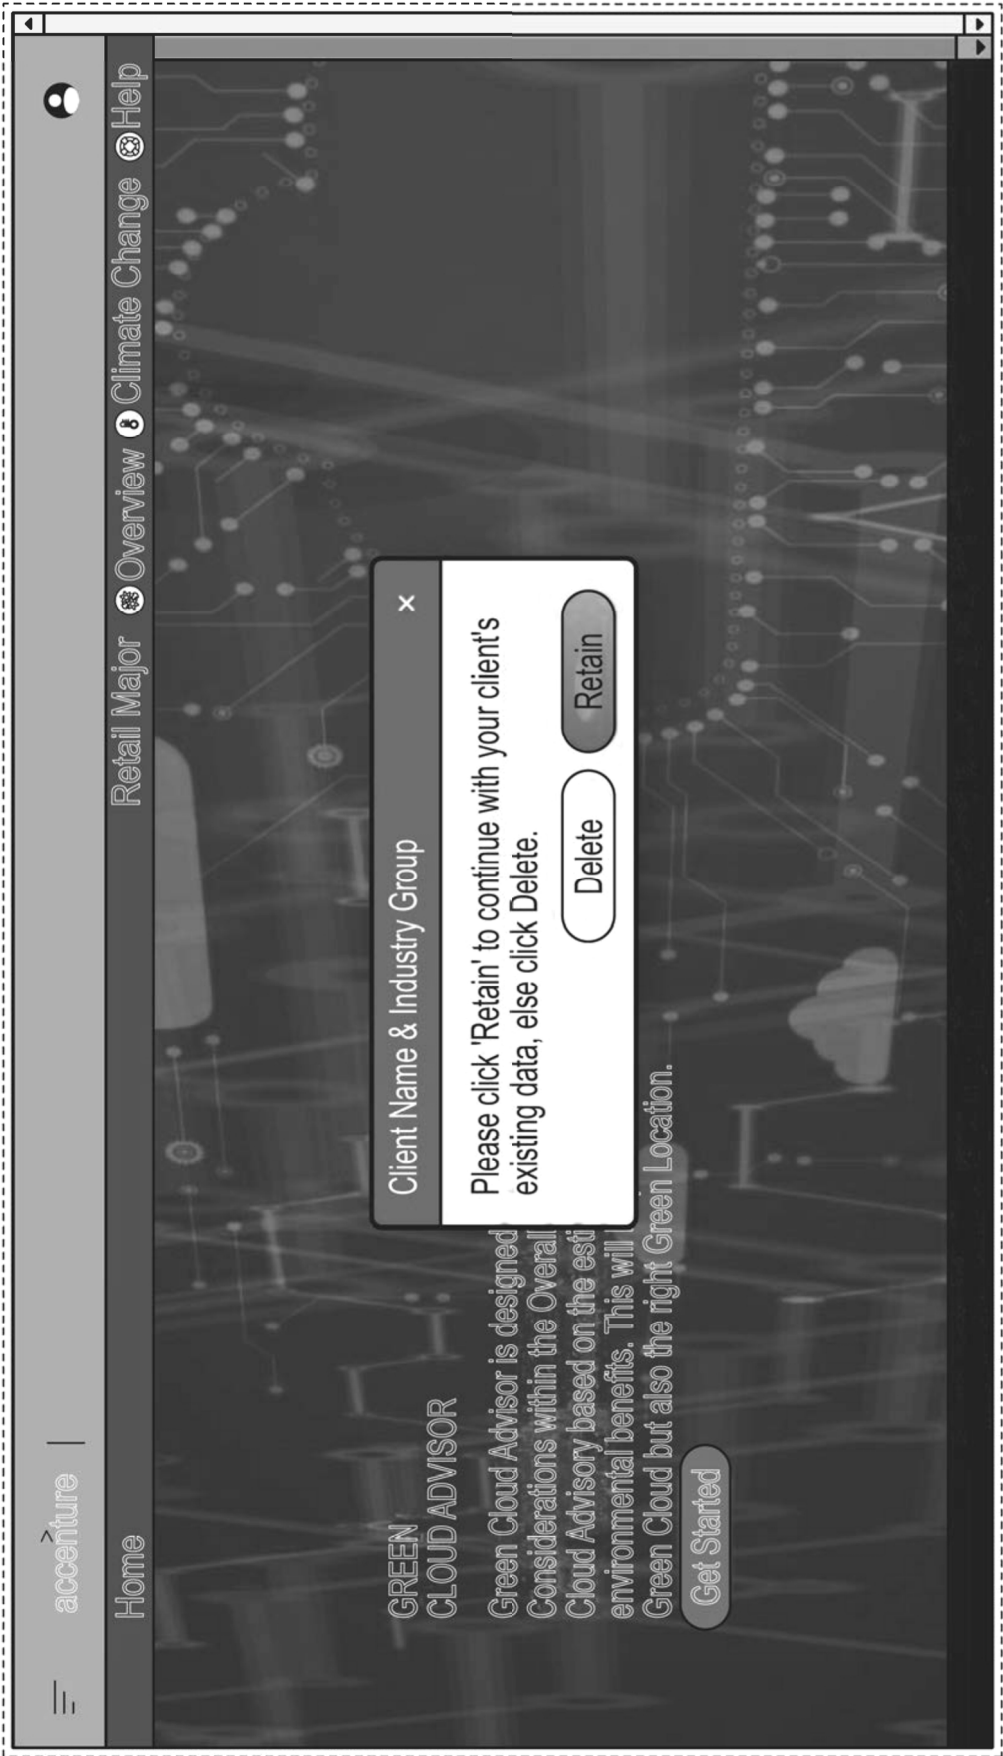 accenture
Home
Retail Major Overview Climate Change Help
GREEN
CLOUD ADVISOR
Green Cloud Advisor is designed
Considerations within the Overall
Cloud Advisory based on the esti
environmental benefits. This will
Green Cloud but also the right Green Location.
Get Started
Client Name & Industry Group
×
Please click 'Retain' to continue with your client's
existing data, else click Delete.
Delete Retain